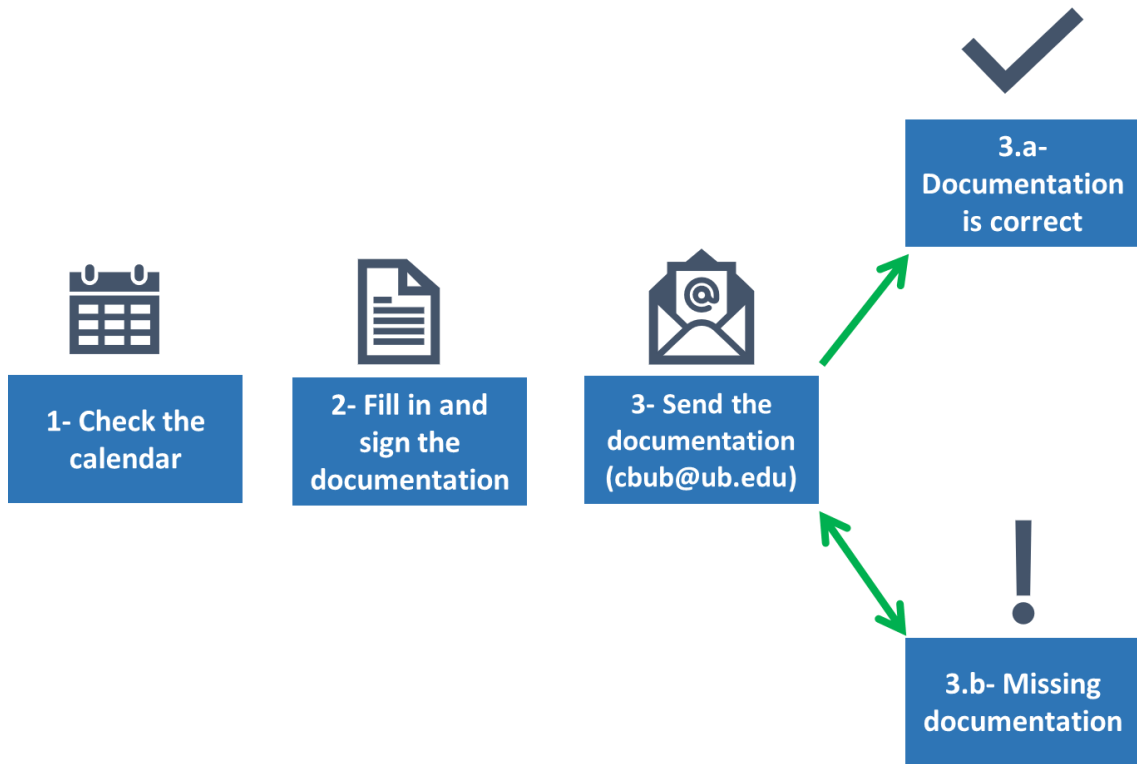 3.a-
Documentation
is correct
1- Check the
calendar
2- Fill in and
sign the
documentation
3- Send the
documentation
(cbub@ub.edu)
3.b- Missing
documentation
@